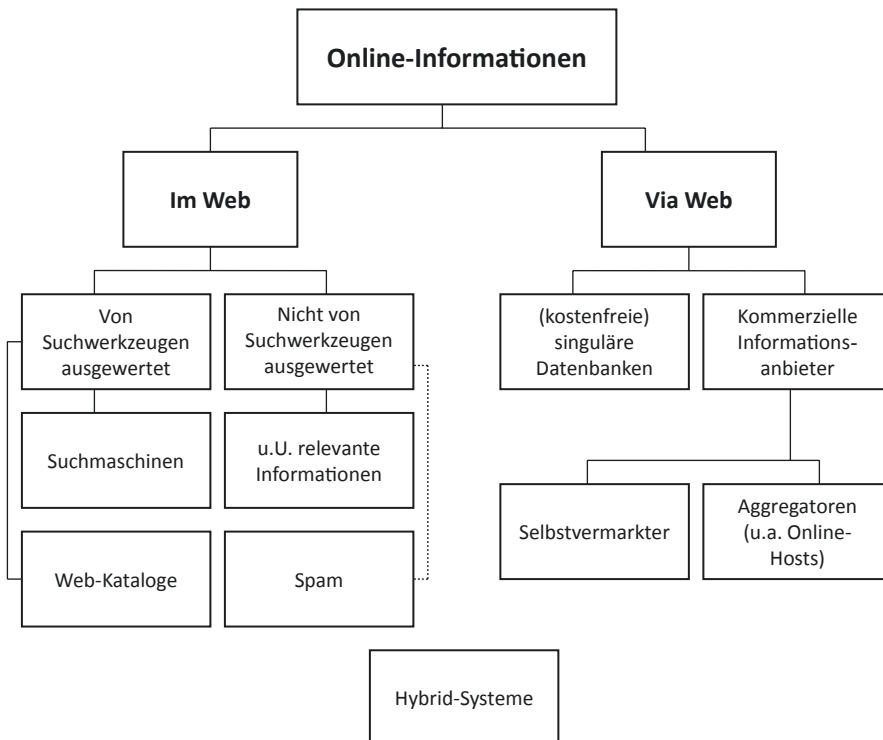 Online-Informationen
Im Web
Via Web
Von
Suchwerkzeugen
ausgewertet
Nicht von
Suchwerkzeugen
ausgewertet
(kostenfreie)
singuläre
Datenbanken
Kommerzielle
Informations-
anbieter
Suchmaschinen
u.U. relevante
Informationen
Selbstvermarkter
Aggregatoren
(u.a. Online-
Hosts)
Web-Kataloge
Spam
Hybrid-Systeme